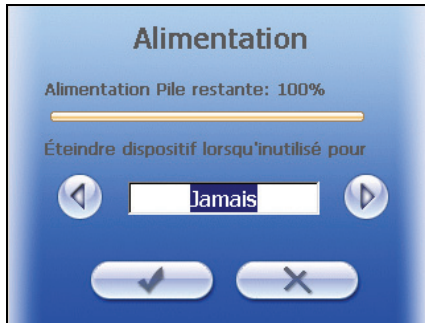 Alimentation
Alimentation Pile restante: 100%
Éteindre dispositif lorsqu'inutilisé pour
Jamais